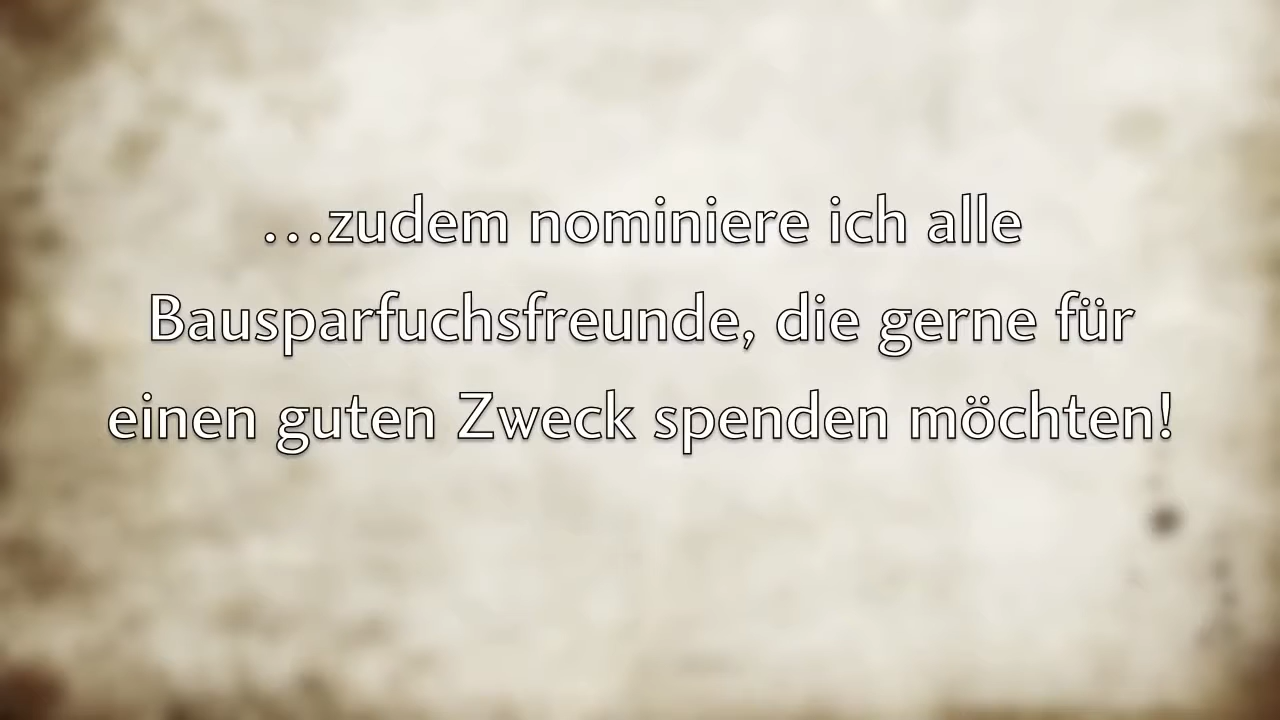 ...zudem nominiere ich alle
Bausparfuchsfreunde, die gerne für
einen guten Zweck spenden möchten!